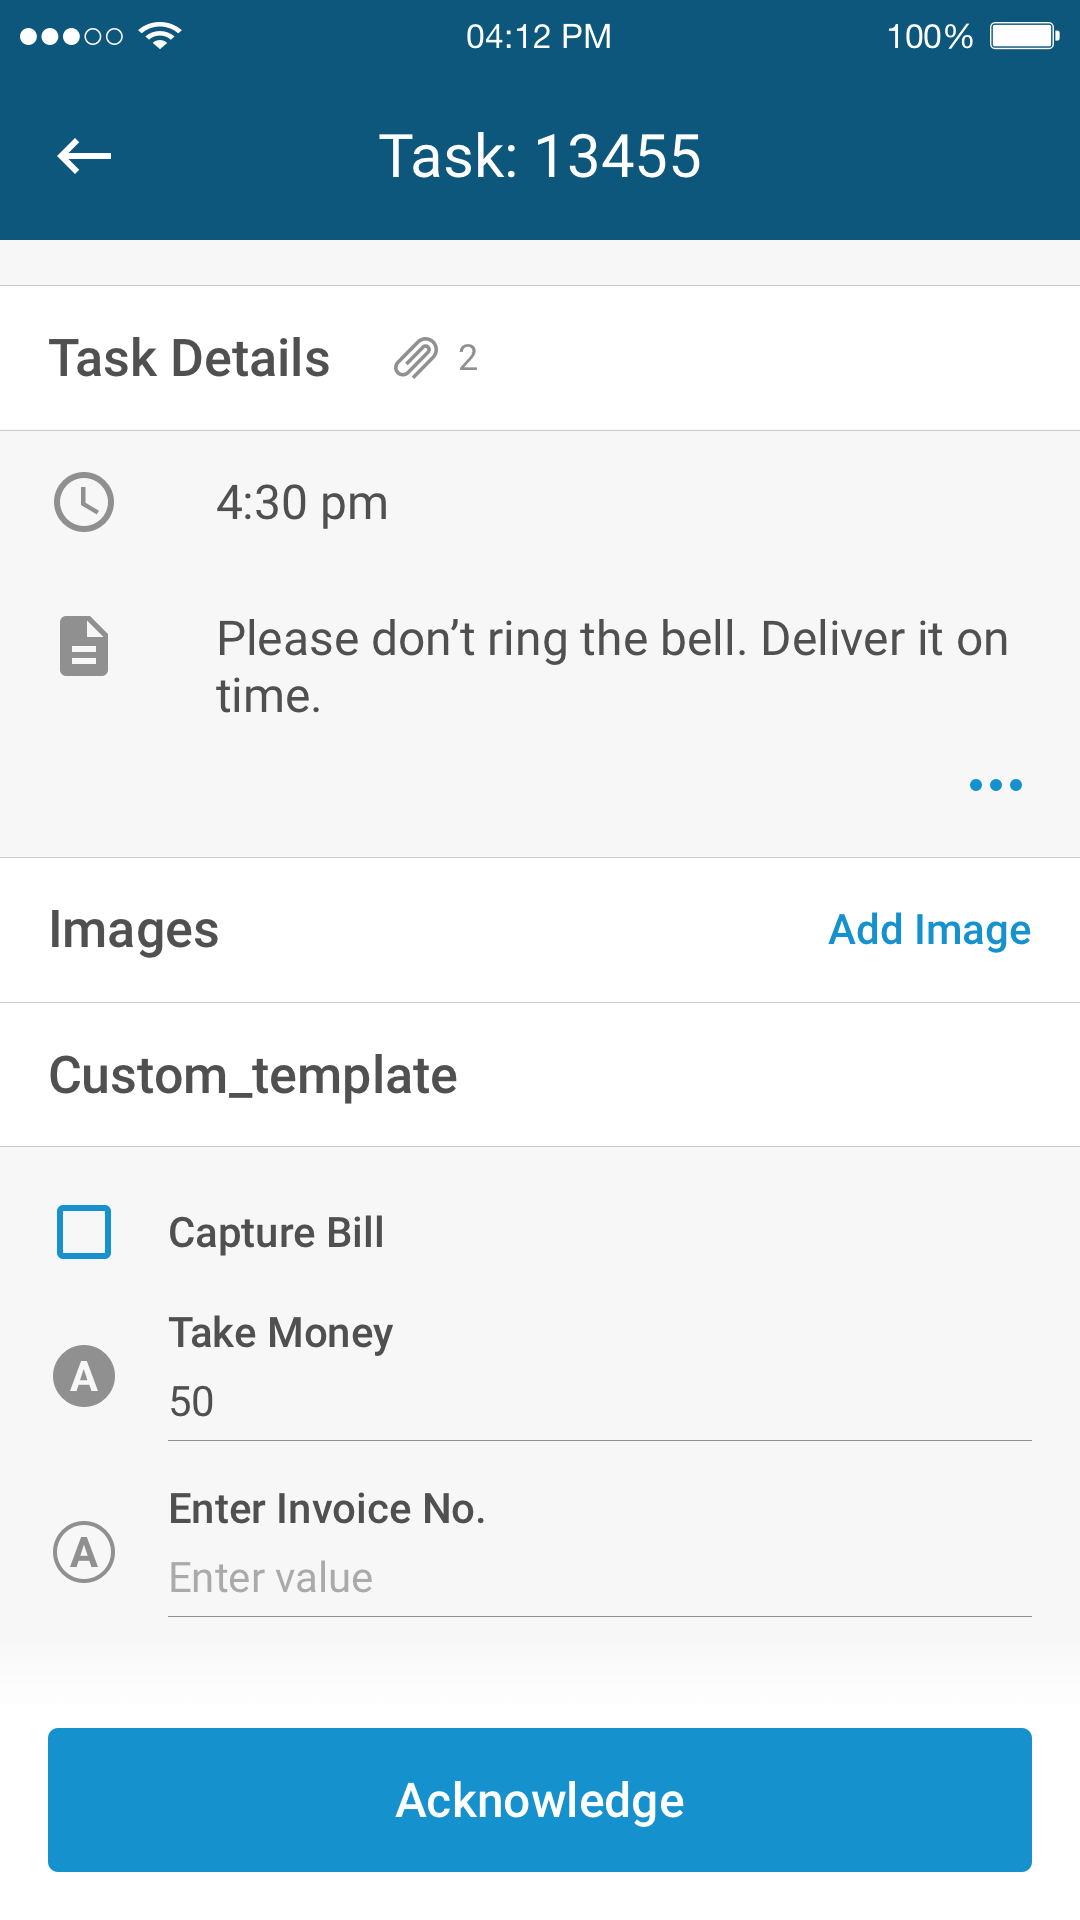 04:12 PM
100%
Task: 13455
Task Details
2
4:30 pm
Please don’t ring the bell. Deliver it on
time.
Images
Add Image
Custom_template
Capture Bill
Take Money
A
50
Enter Invoice No.
A
Enter value
Acknowledge